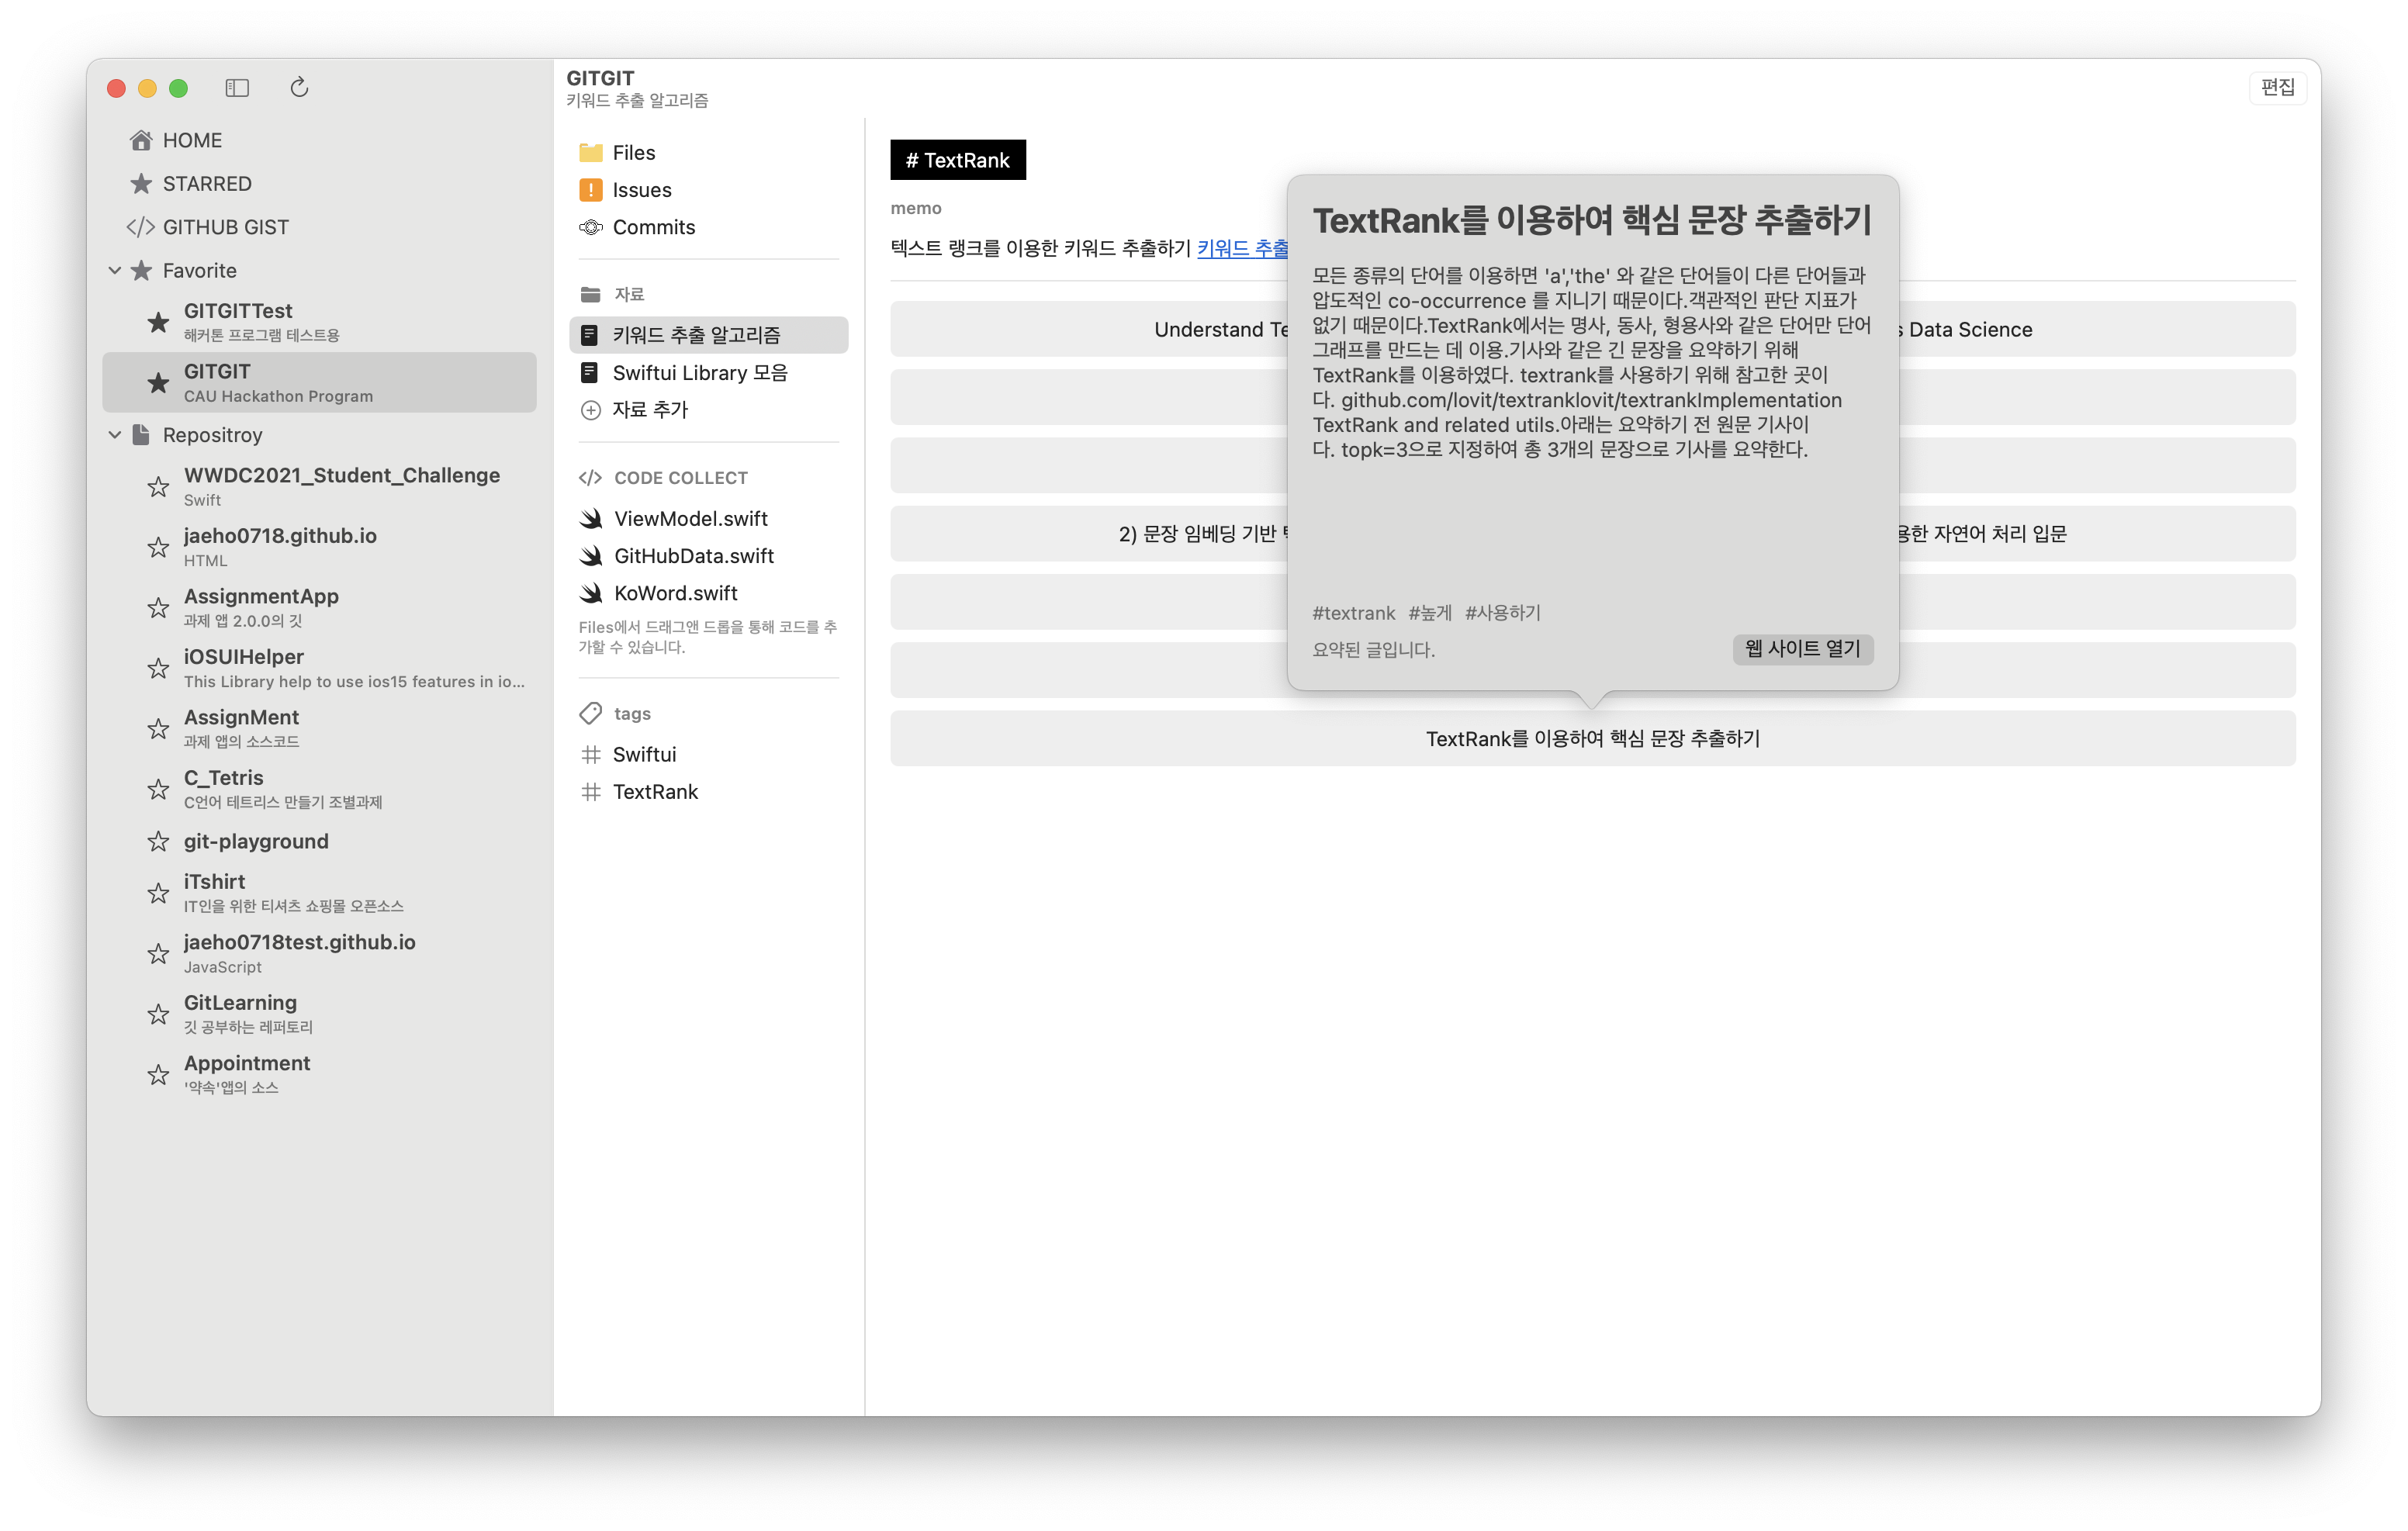 HOME
STARRED
GITHUB GIST
Favorite
GITGITTest
해커톤 프로그램 테스트용
GITGIT
CAU Hackathon Program
Repositroy
WWDC2021_Student_Challenge
Swift
jaeho0718.github.io
HTML
AssignmentApp
과제 앱 2.0.0의 깃
iOSUIHelper
This Library help to use ios15 features in io...
AssignMent
과제 앱의 소스코드
C_Tetris
C언어 테트리스 만들기 조별과제
git-playground
iTshirt
IT인을 위한 티셔츠 쇼핑몰 오픈소스
jaeho0718test.github.io
JavaScript
GitLearning
깃 공부하는 레퍼토리
Appointment
'약속'앱의 소스
GITGIT
키워드 추출 알고리즘
편집
Files
Issues
Commits
자료
키워드 추출 알고리즘
Swiftui Library 모음
자료 추가
</> CODE COLLECT
ViewModel.swift
GitHubData.swift
KoWord.swift
Files에서 드래그앤 드롭을 통해 코드를 추
가할 수 있습니다.
tags
# Swiftui
# TextRank
# TextRank
memo
텍스트 랭크를 이용한 키워드 추출하기 키워드 추출
Understand Te
s Data Science
2) 문장 임베딩 기반
용한 자연어 처리 입문
TextRank를 이용하여 핵심 문장 추출하기
모든 종류의 단어를 이용하면 'a','the' 와 같은 단어들이 다른 단어들과
압도적인 co-occurrence 를 지니기 때문이다.객관적인 판단 지표가
없기 때문이다.TextRank에서는 명사, 동사, 형용사와 같은 단어만 단어
그래프를 만드는 데 이용.기사와 같은 긴 문장을 요약하기 위해
TextRank를 이용하였다. textrank를 사용하기 위해 참고한 곳이
다. github.com/lovit/textranklovit/textrankImplementation
TextRank and related utils.아래는 요약하기 전 원문 기사이
다. topk=3으로 지정하여 총 3개의 문장으로 기사를 요약한다.
#textrank #높게 #사용하기
요약된 글입니다.
웹 사이트 열기
TextRank를 이용하여 핵심 문장 추출하기